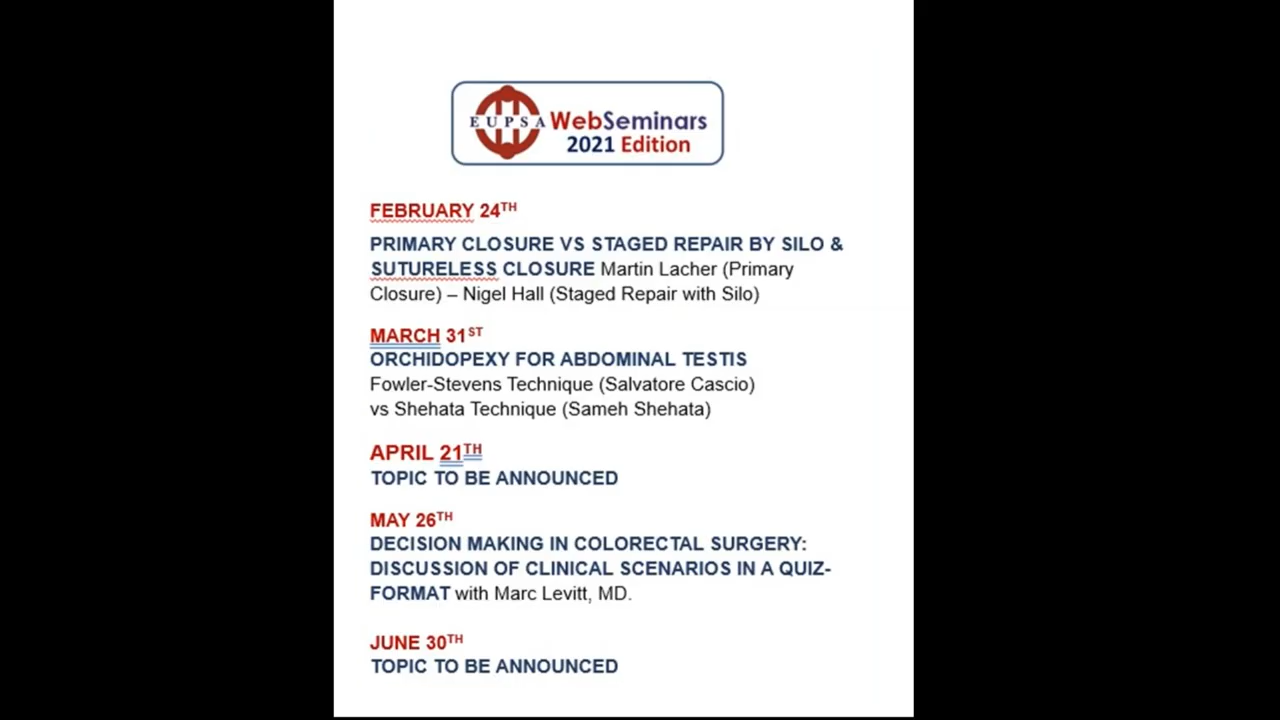 EUPSA WebSeminars
2021 Edition
FEBRUARY 24TH
PRIMARY CLOSURE VS STAGED REPAIR BY SILO &
SUTURELESS CLOSURE Martin Lacher (Primary
Closure) – Nigel Hall (Staged Repair with Silo)
MARCH 31ST
ORCHIDOPEXY FOR ABDOMINAL TESTIS
Fowler-Stevens Technique (Salvatore Cascio)
vs Shehata Technique (Sameh Shehata)
APRIL 21TH
TOPIC TO BE ANNOUNCED
MAY 26TH
DECISION MAKING IN COLORECTAL SURGERY:
DISCUSSION OF CLINICAL SCENARIOS IN A QUIZ-
FORMAT with Marc Levitt, MD.
JUNE 30TH
TOPIC TO BE ANNOUNCED